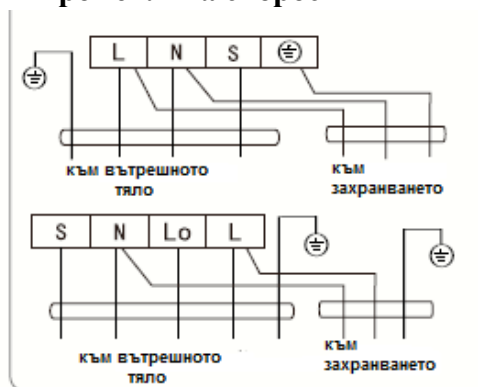 L N S
към вътрешното
тяло
към
захранването
S N Lo L
към вътрешното
тяло
към
захранването